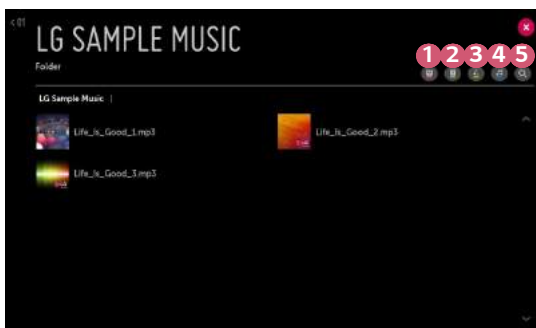 < 01
LG SAMPLE MUSIC
1 2 3 4 5
Folder
LG Sample Music
Life_Is_Good_1.mp3
Life_Is_Good_2.mp3
Life_Is_Good_3.mp3